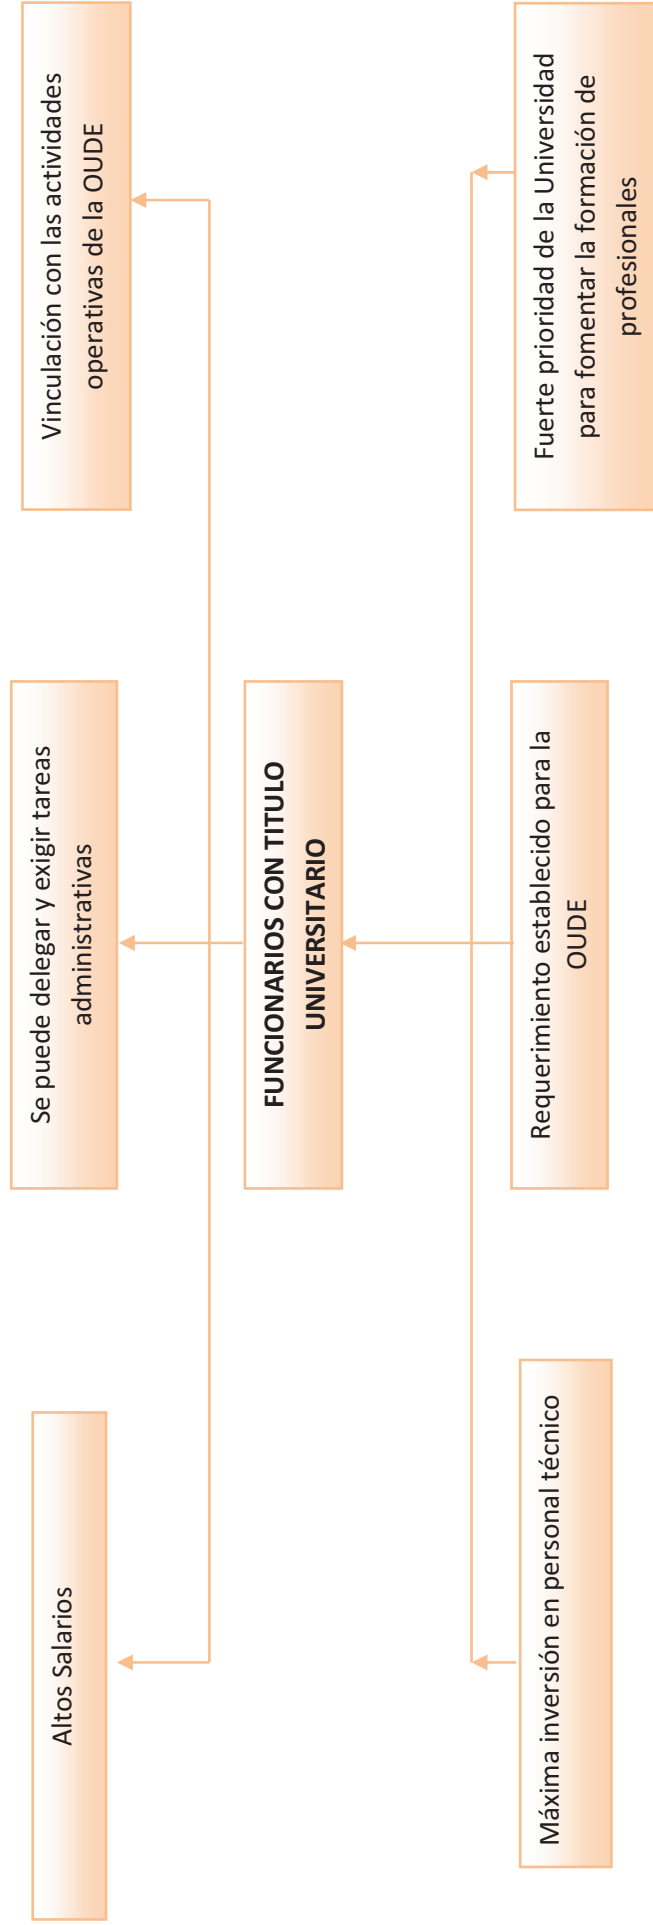 Altos Salarios
Se puede delegar y exigir tareas
administrativas
Vinculación con las actividades
operativas de la OUDE
FUNCIONARIOS CON TITULO
UNIVERSITARIO
Máxima inversión en personal técnico
Requerimiento establecido para la
OUDE
Fuerte prioridad de la Universidad
para fomentar la formación de
profesionales